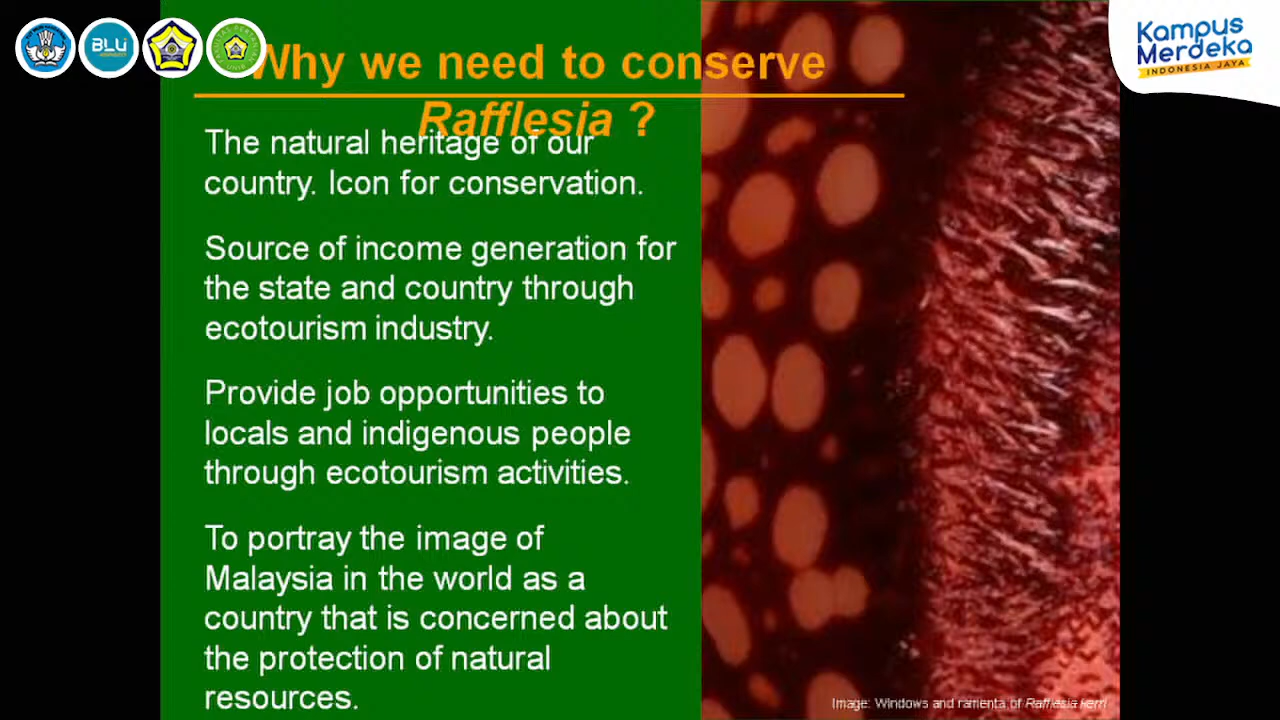 BLU
Kampus
Merdeka
INDONESIA JAYA
Why we need to conserve
Rafflesia ?
The natural heritage of our
country. Icon for conservation.
Source of income generation for
the state and country through
ecotourism industry.
Provide job opportunities to
locals and indigenous people
through ecotourism activities.
To portray the image of
Malaysia in the world as a
country that is concerned about
the protection of natural
resources.
Image: Windows and ramenta of Rafflesia kerri